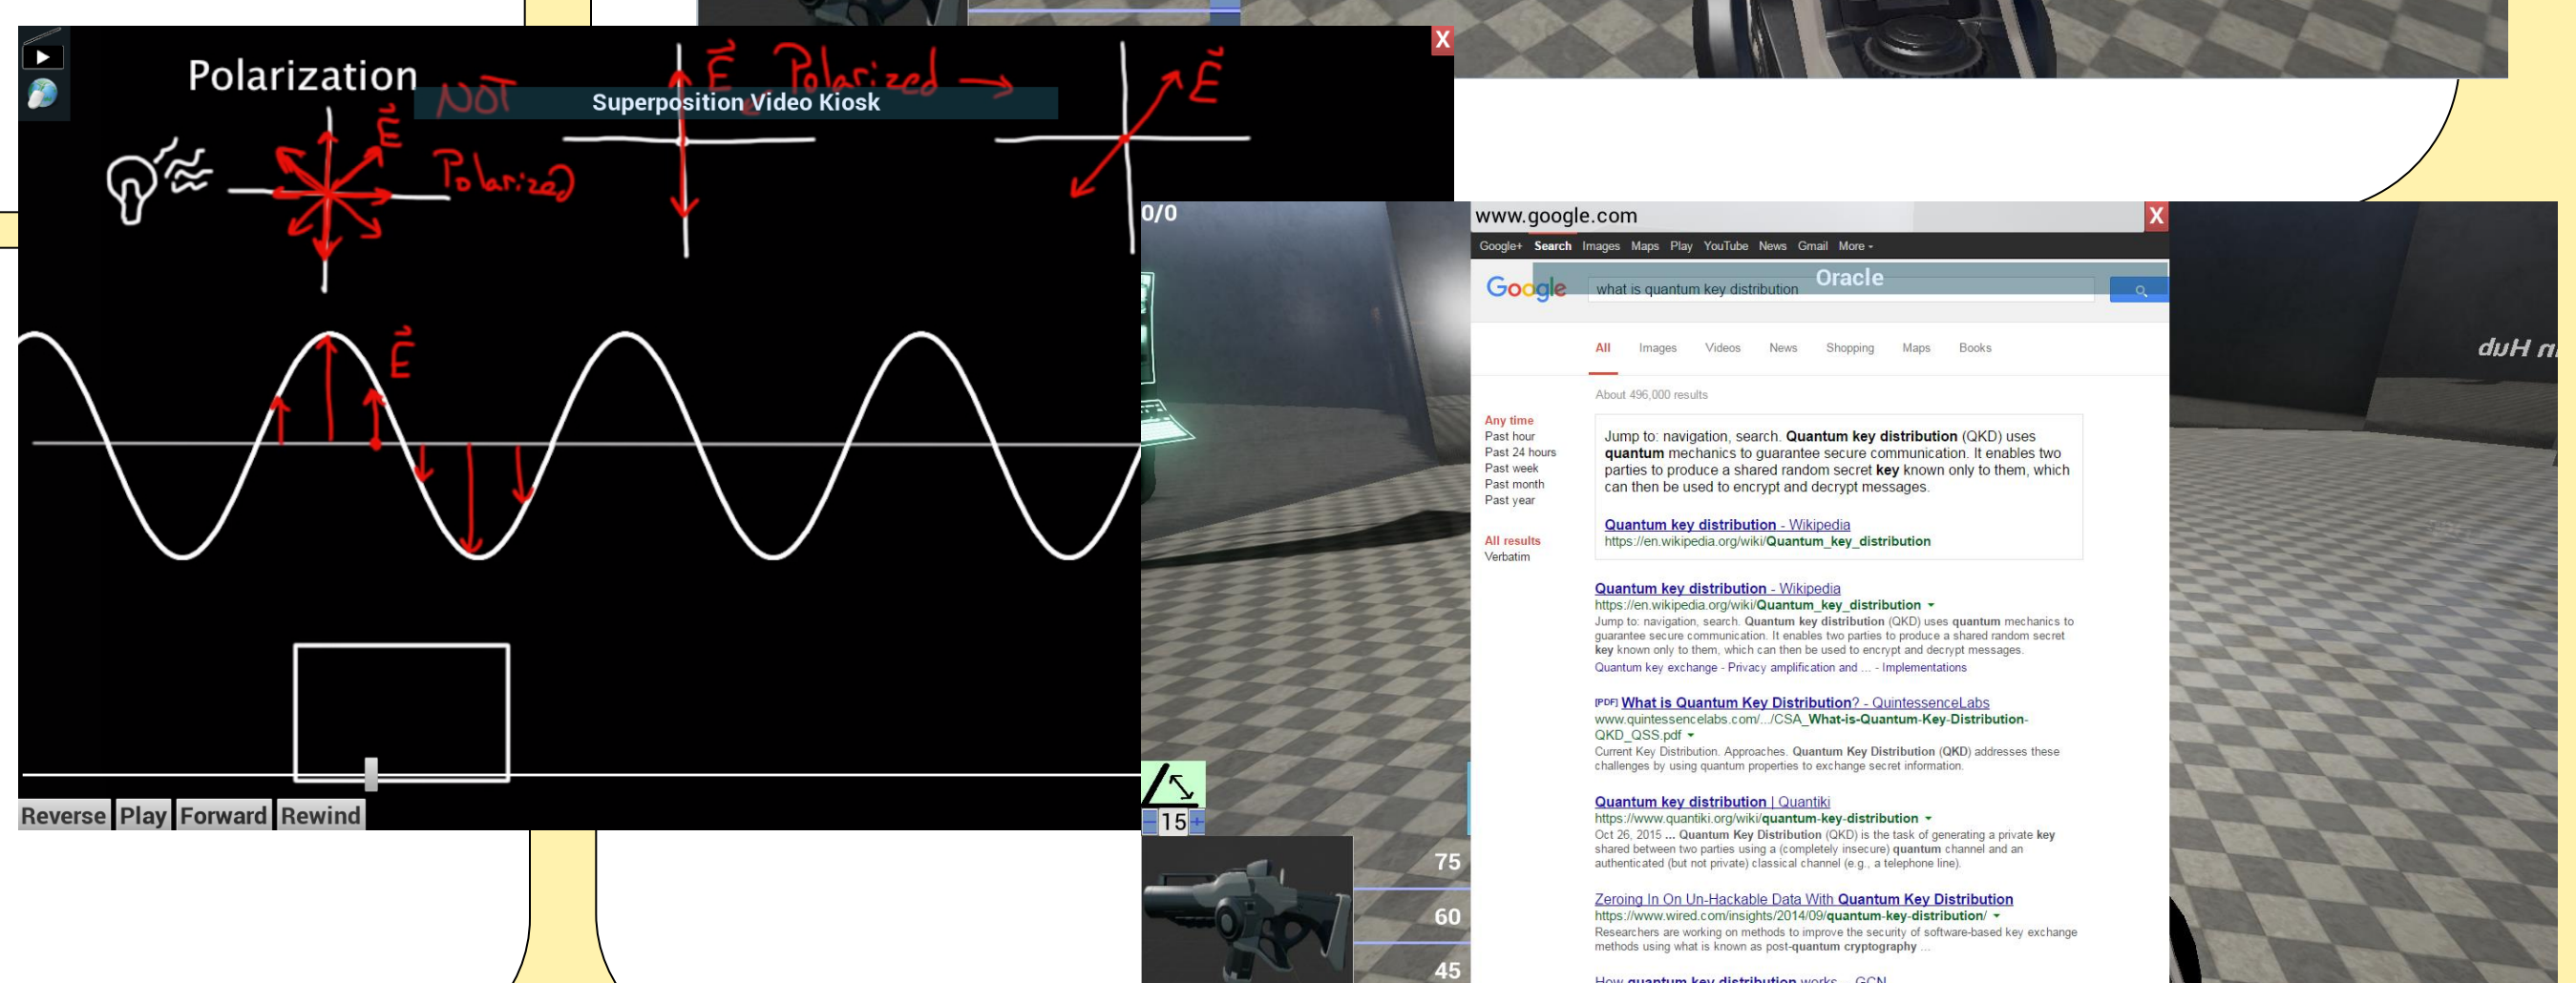 X
Polarization
NOT
E
Polarized
E
E
Superposition Video Kiosk
Polarized
E
Reverse Play Forward Rewind
0/0
www.google.com
X
Google+ Search Images Maps Play YouTube News Gmail More
Oracle
Google
what is quantum key distribution
All Images Videos News Shopping Maps Books
About 496,000 results
Any time
Past hour
Past 24 hours
Past week
Past month
Past year
All results
Verbatim
Jump to: navigation, search. Quantum key distribution (QKD) uses
quantum mechanics to guarantee secure communication. It enables two
parties to produce a shared random secret key known only to them, which
can then be used to encrypt and decrypt messages.
Quantum key distribution - Wikipedia
https://en.wikipedia.org/wiki/Quantum_key_distribution
Quantum key distribution - Wikipedia
https://en.wikipedia.org/wiki/Quantum_key_distribution
Jump to: navigation, search. Quantum key distribution (QKD) uses quantum mechanics to
guarantee secure communication. It enables two parties to produce a shared random secret
key known only to them, which can then be used to encrypt and decrypt messages.
Quantum key exchange - Privacy amplification and ... - Implementations
[PDF] What is Quantum Key Distribution? - QuintessenceLabs
www.quintessencelabs.com/.../CSA_What-is-Quantum-Key-Distribution-
QKD_QSS.pdf
Current Key Distribution. Approaches. Quantum Key Distribution (QKD) addresses these
challenges by using quantum properties to exchange secret information.
Quantum key distribution | Quantiki
https://www.quantiki.org/wiki/quantum-key-distribution
Oct 26, 2015 ... Quantum Key Distribution (QKD) is the task of generating a private key
shared between two parties using a (completely insecure) quantum channel and an
authenticated (but not private) classical channel (e.g., a telephone line).
Zeroing In On Un-Hackable Data With Quantum Key Distribution
https://www.wired.com/insights/2014/09/quantum-key-distribution/
Researchers are working on methods to improve the security of software-based key exchange
methods using what is known as post-quantum cryptography ...
How quantum key distribution works -- GCN
- 15 +
75
60
45
Hub